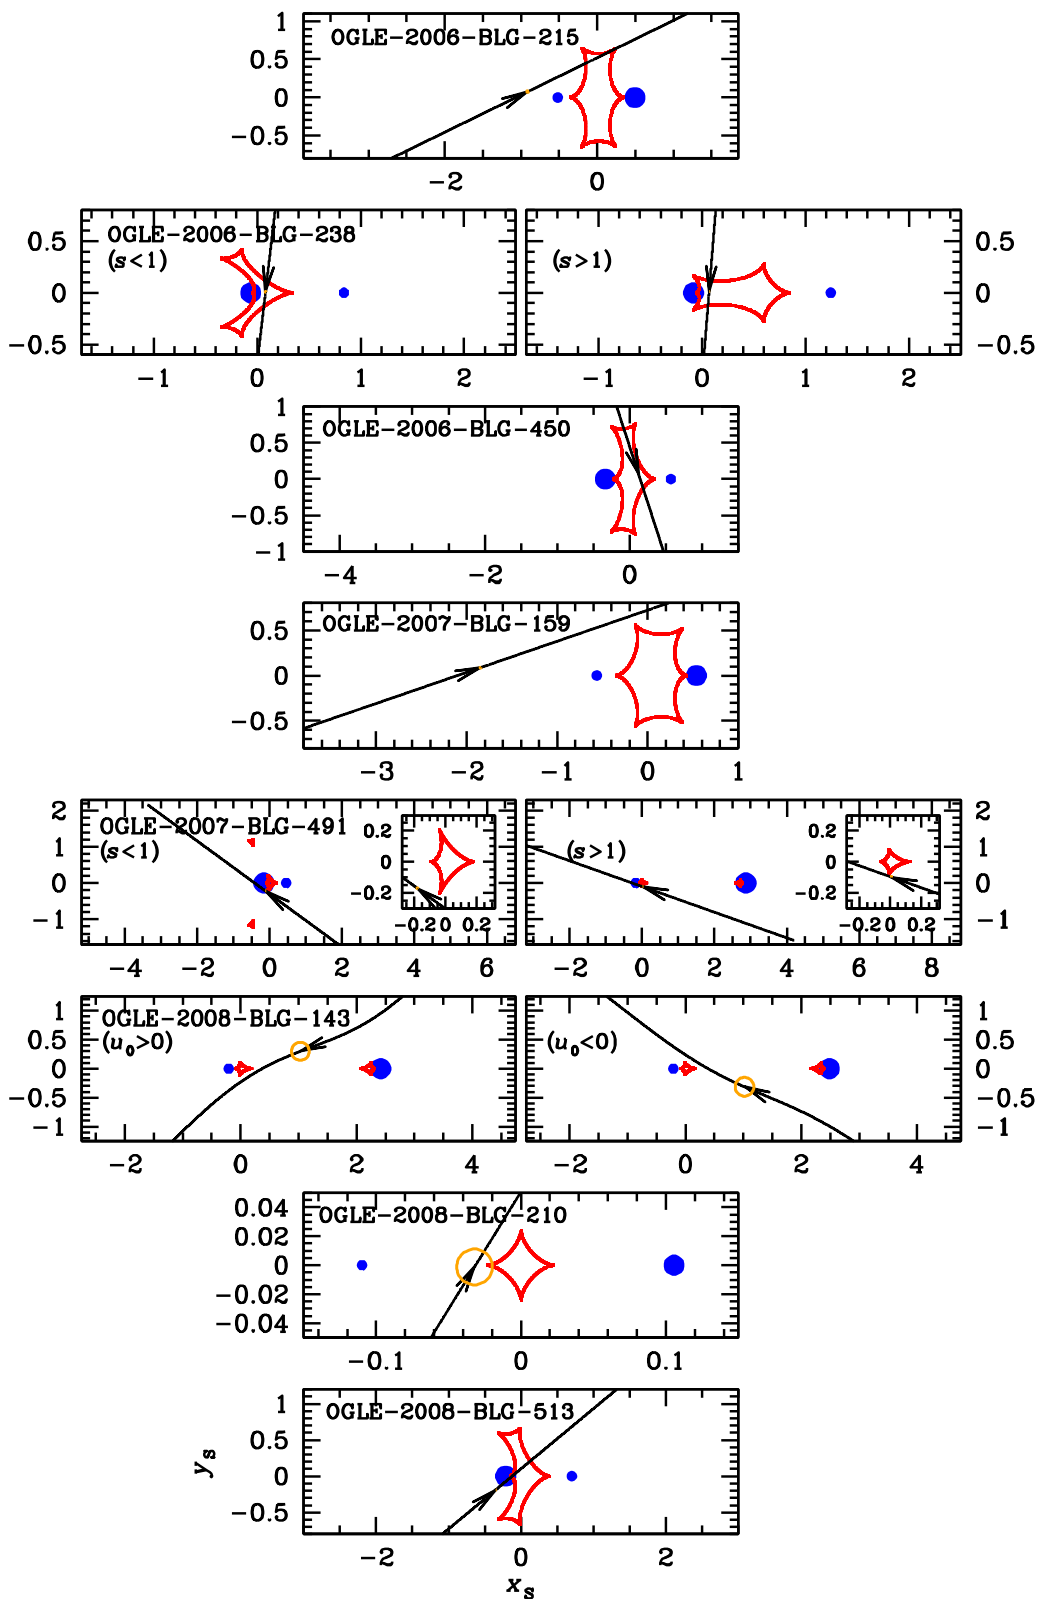 OGLE-2006-BLG-215
1
0.5
0
-0.5
-2 0
OGLE-2006-BLG-238
(s<1)
(s>1)
0.5 0.5
0 0
-0.5 -0.5
-1 0 1 2 -1 0 1 2
OGLE-2006-BLG-450
1
0.5
0
-0.5
-1
-4 -2 0
OGLE-2007-BLG-159
0.5
0
-0.5
-3 -2 -1 0 1
OGLE-2007-BLG-491
(s<1)
(s>1)
2 2
1 1
0 0
-1 -1
0.2 0.2
0 0
-0.2 -0.2
-0.2 0 0.2 -0.2 0 0.2
-4 -2 0 2 4 6 -2 0 2 4 6 8
OGLE-2008-BLG-143
(u0>0)
(u0<0)
1 1
0.5 0.5
0 0
-0.5 -0.5
-1 -1
-2 0 2 4 -2 0 2 4
OGLE-2008-BLG-210
0.04
0.02
0
-0.02
-0.04
-0.1 0 0.1
OGLE-2008-BLG-513
1
0.5
0
-0.5
ys
-2 0 2
xs